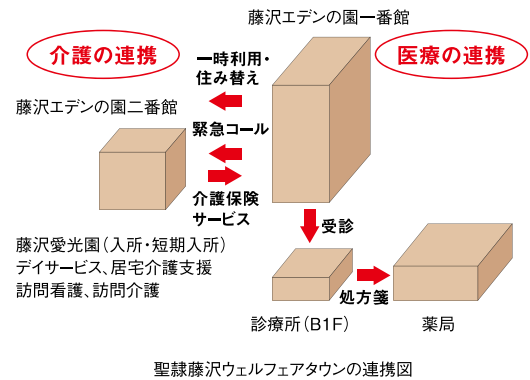 藤沢エデンの園一番館
介護の連携
医療の連携
一時利用・
住み替え
藤沢エデンの園二番館
緊急コール
介護保険
サービス
藤沢愛光園（入所・短期入所）
デイサービス、居宅介護支援
訪問看護、訪問介護
受診
処方箋
診療所（B1F）
薬局
聖隷藤沢ウェルフェアタウンの連携図